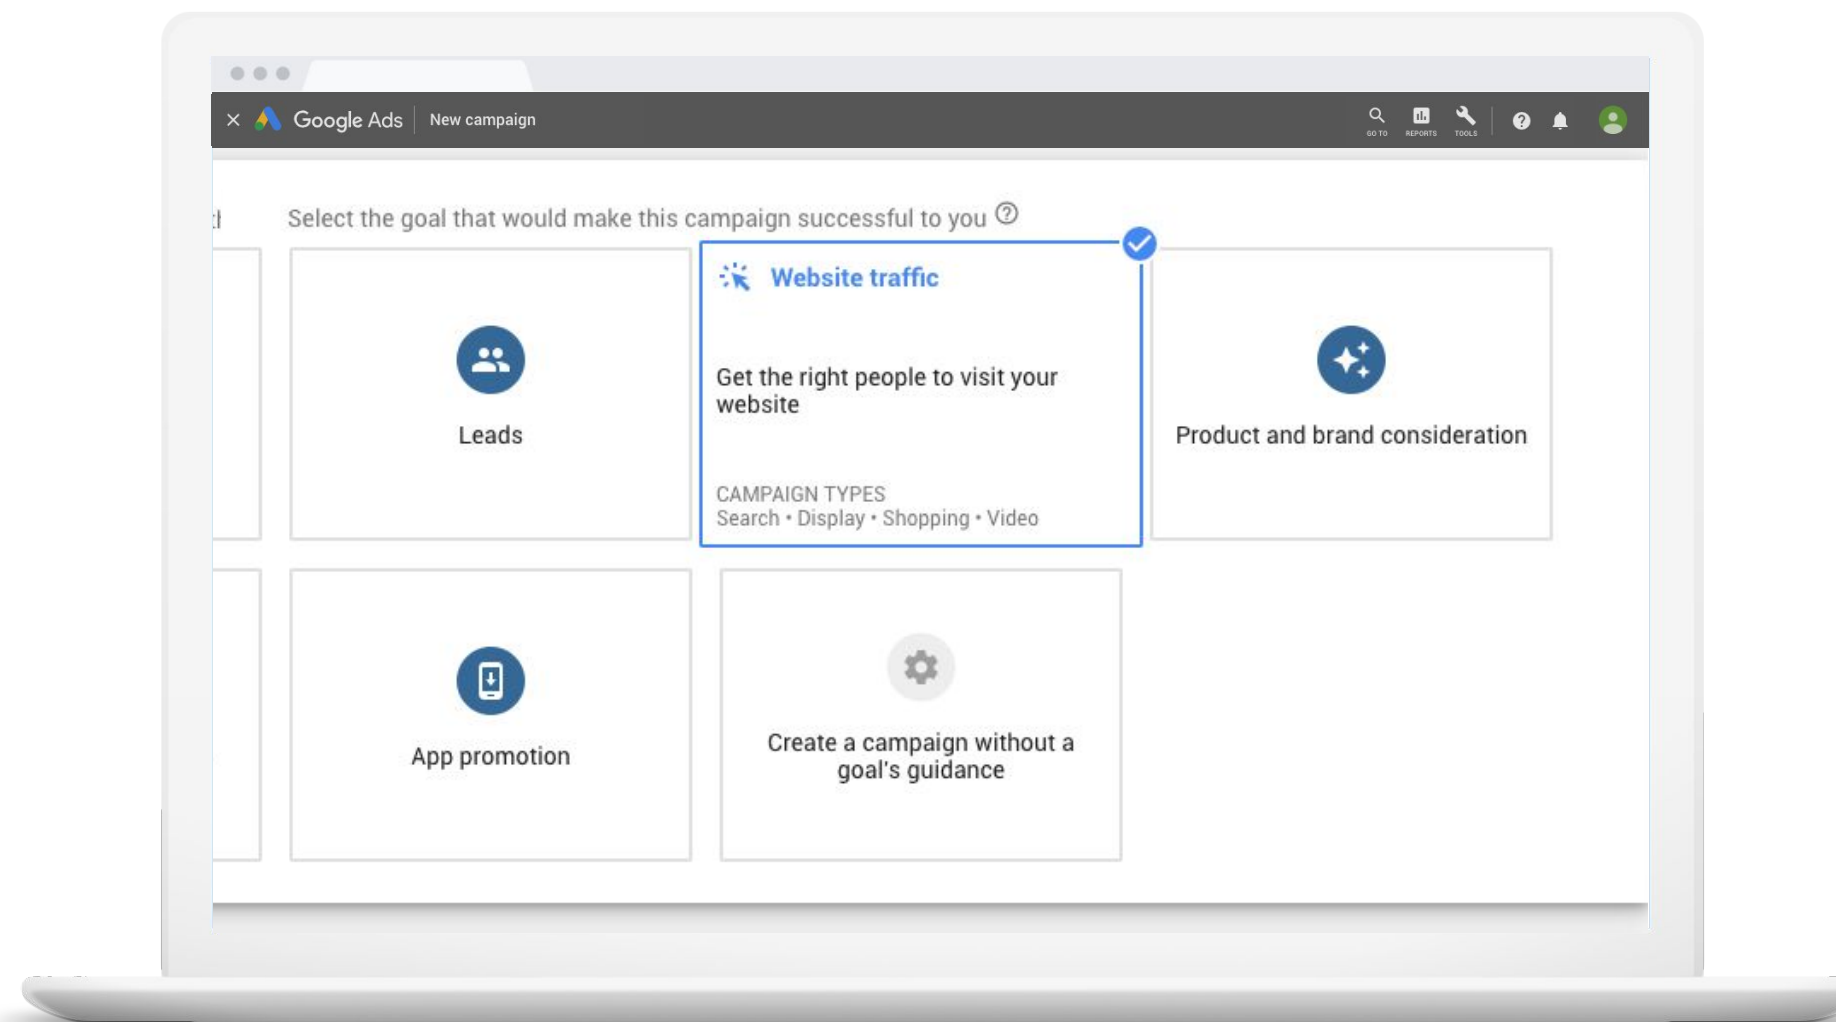 Google Ads
New campaign
GO TO
REPORTS
TOOLS
Select the goal that would make this campaign successful to you
Leads
Website traffic
Get the right people to visit your
website
CAMPAIGN TYPES
Search • Display • Shopping • Video
Product and brand consideration
App promotion
Create a campaign without a
goal's guidance